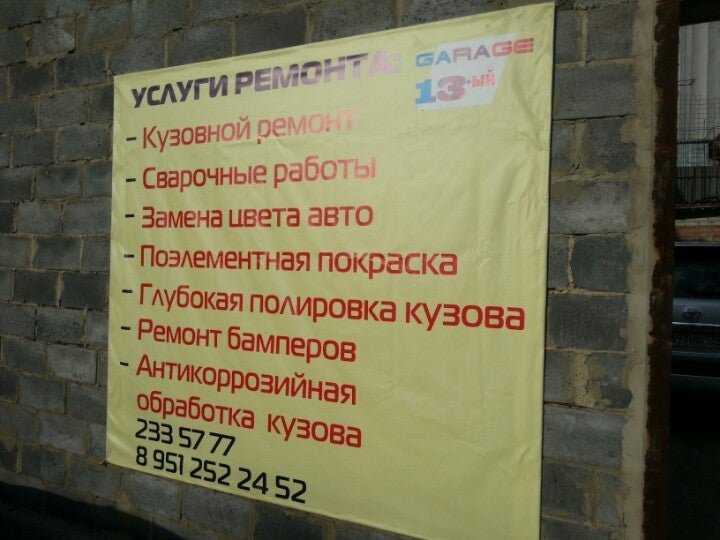 УСЛУГИ РЕМОНТА:
GARAGE
13-ый
- Кузовной ремонт
- Сварочные работы
- Замена цвета авто
- Поэлементная покраска
- Глубокая полировка кузова
- Ремонт бамперов
- Антикоррозийная
обработка кузова
233 57 77
8 951 252 24 52